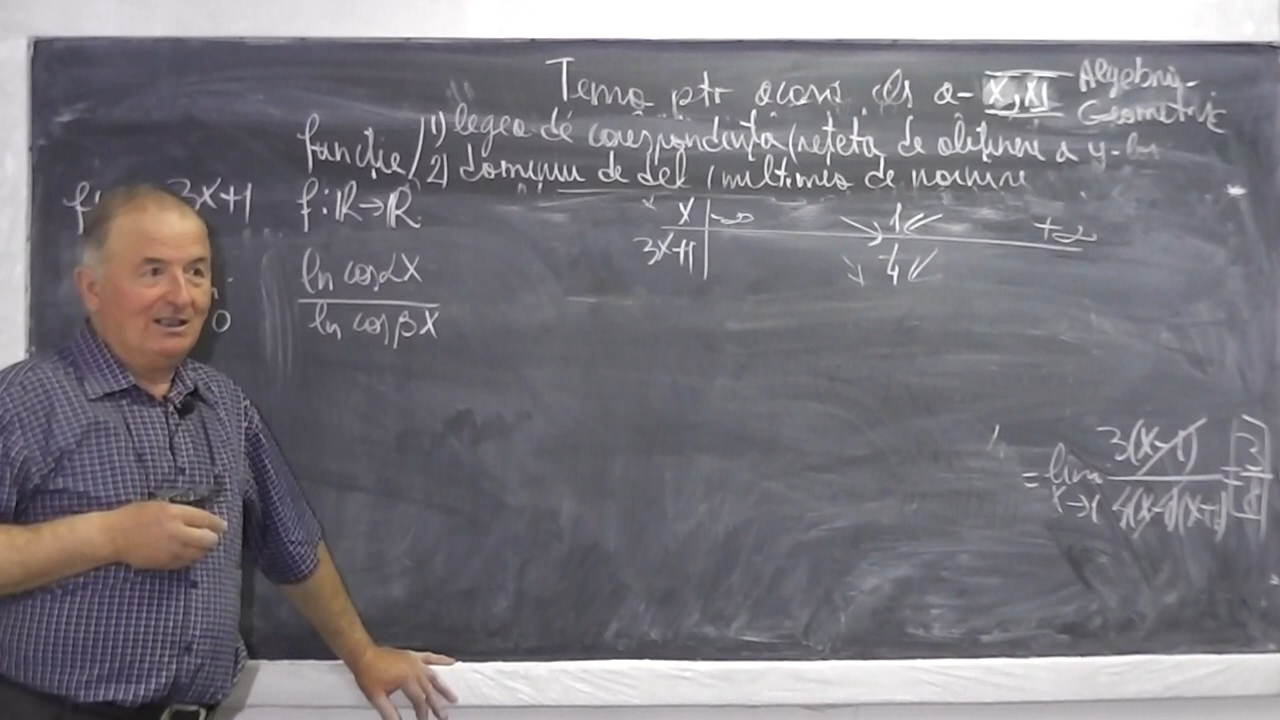 Tema ptr acasă cls a- X, XI Algebră-
Geometrie
funcție 1) legea de corespondență (rețeta de obținere a y-lor
2) domeniu de def (mulțimea de pornire
3x+1 f:ℝ→ℝ
x -∞ 1 +∞
3x+1 4
ln cosαx
ln cosβx
0
= lim x→1 3(x-1)
4(x-1)(x+1) = 3
8